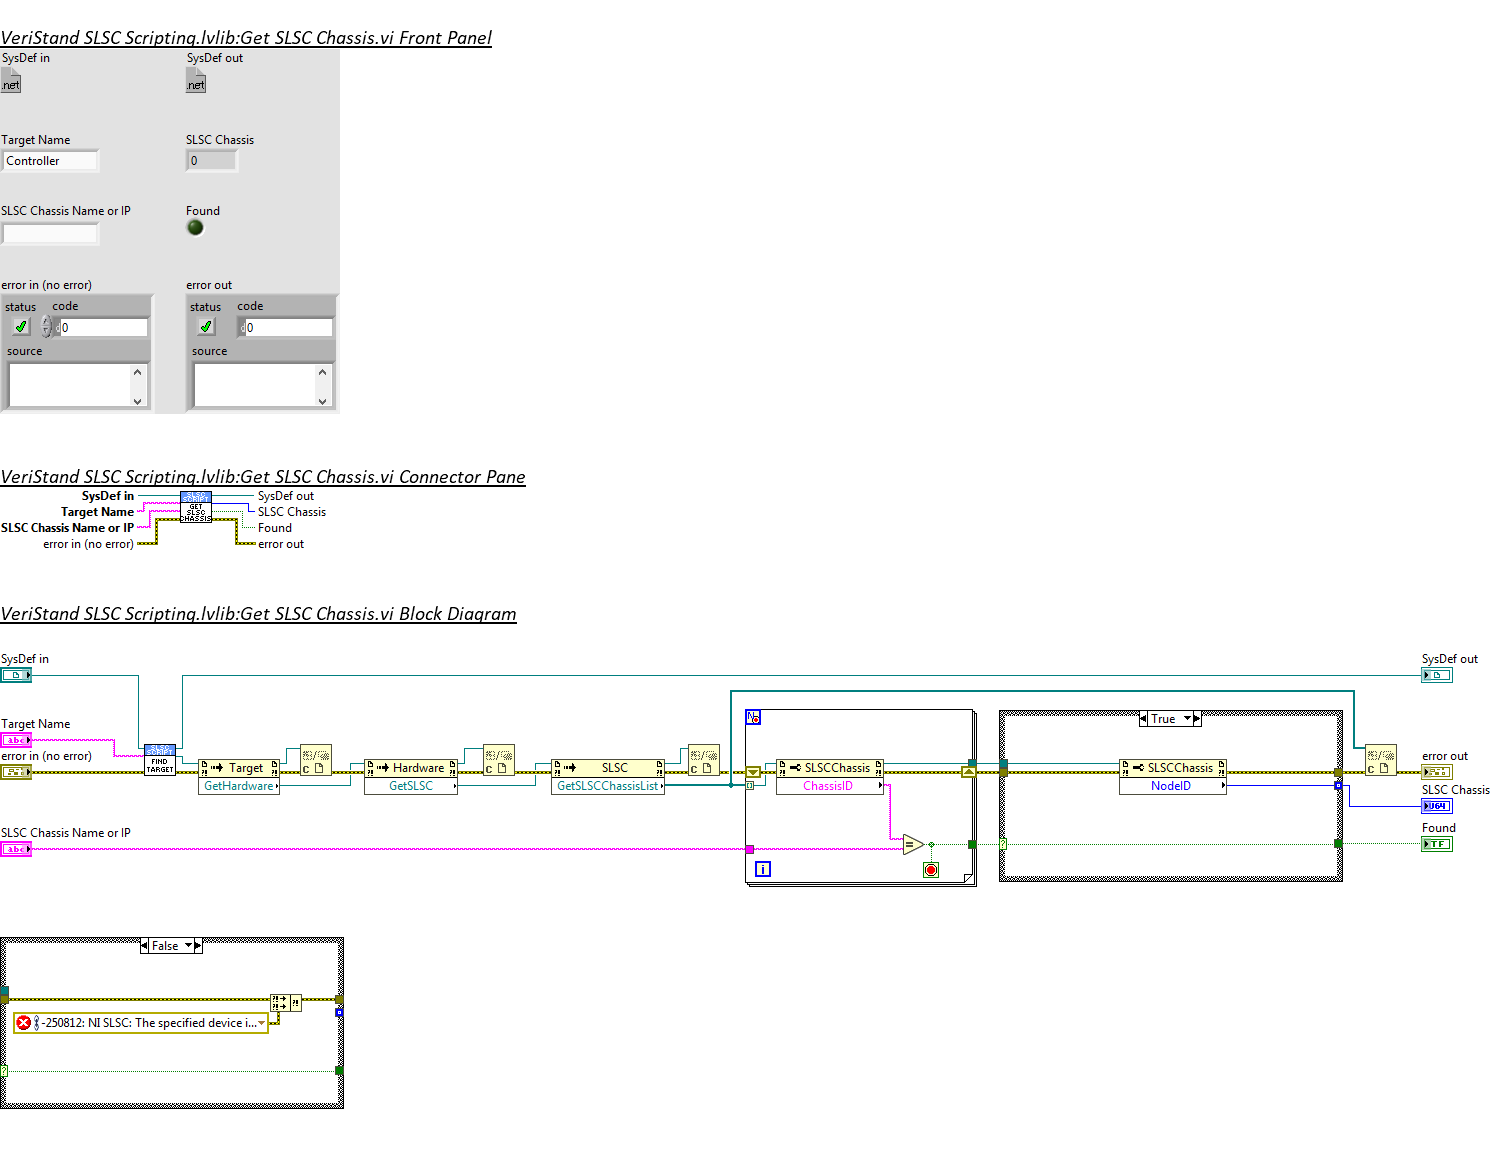 VeriStand SLSC Scripting.lvlib:Get SLSC Chassis.vi Front Panel
SysDef in
SysDef out
.net
.net
Target Name
SLSC Chassis
Controller
0
SLSC Chassis Name or IP
Found
error in (no error)
error out
status code
status code
0
0
source
source
VeriStand SLSC Scripting.lvlib:Get SLSC Chassis.vi Connector Pane
SysDef in
SLSC SCRIPT
SysDef out
Target Name
GET SLSC CHASSIS
SLSC Chassis
SLSC Chassis Name or IP
Found
error in (no error)
error out
VeriStand SLSC Scripting.lvlib:Get SLSC Chassis.vi Block Diagram
SysDef in
SysDef out
Target Name
abc
error in (no error)
SLSC SCRIPT
FIND TARGET
Target
GetHardware
C
Hardware
GetSLSC
C
SLSC
GetSLSCChassisList
C
N
SLSCChassis
ChassisID
=
i
True
SLSCChassis
NodeID
?
C
error out
SLSC Chassis
U64
Found
TF
SLSC Chassis Name or IP
abc
False
-250812: NI SLSC: The specified device i...
?